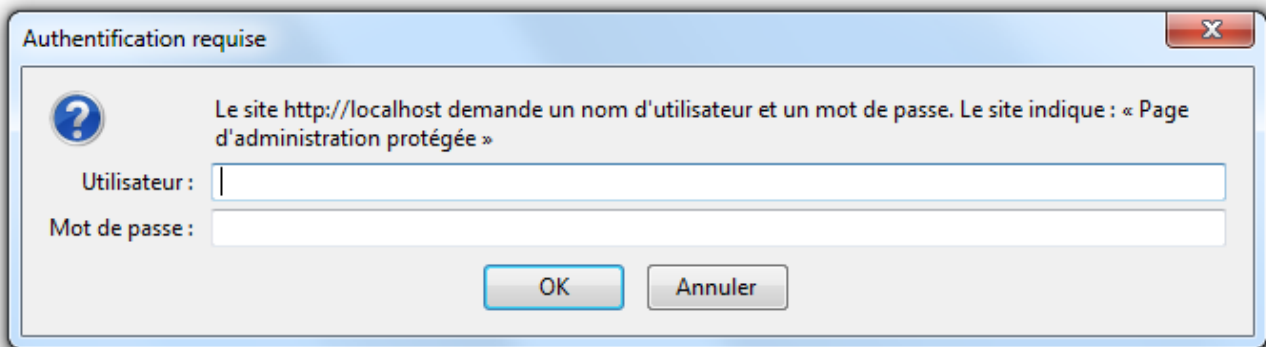 Authentification requise
Le site http://localhost demande un nom d'utilisateur et un mot de passe. Le site indique : « Page
d'administration protégée »
Utilisateur :
Mot de passe :
OK
Annuler